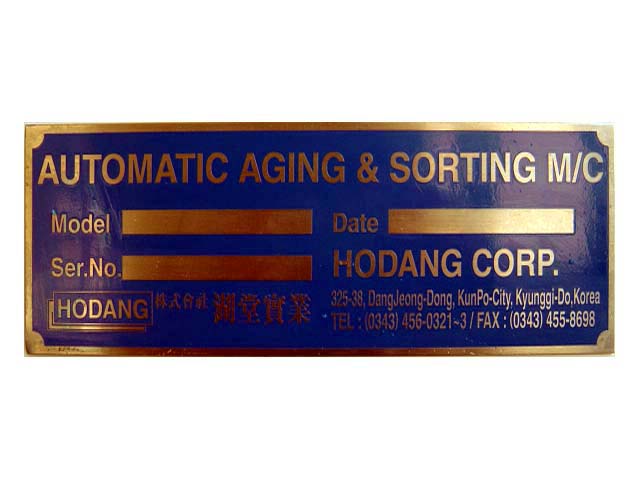 AUTOMATIC AGING & SORTING M/C
Model
Date
Ser.No.
HODANG CORP.
HODANG
株式會社 湖堂實業
325-38, DangJeong-Dong, KunPo-City, Kyunggi-Do,Korea
TEL : (0343) 456-0321~3 / FAX : (0343) 455-8698